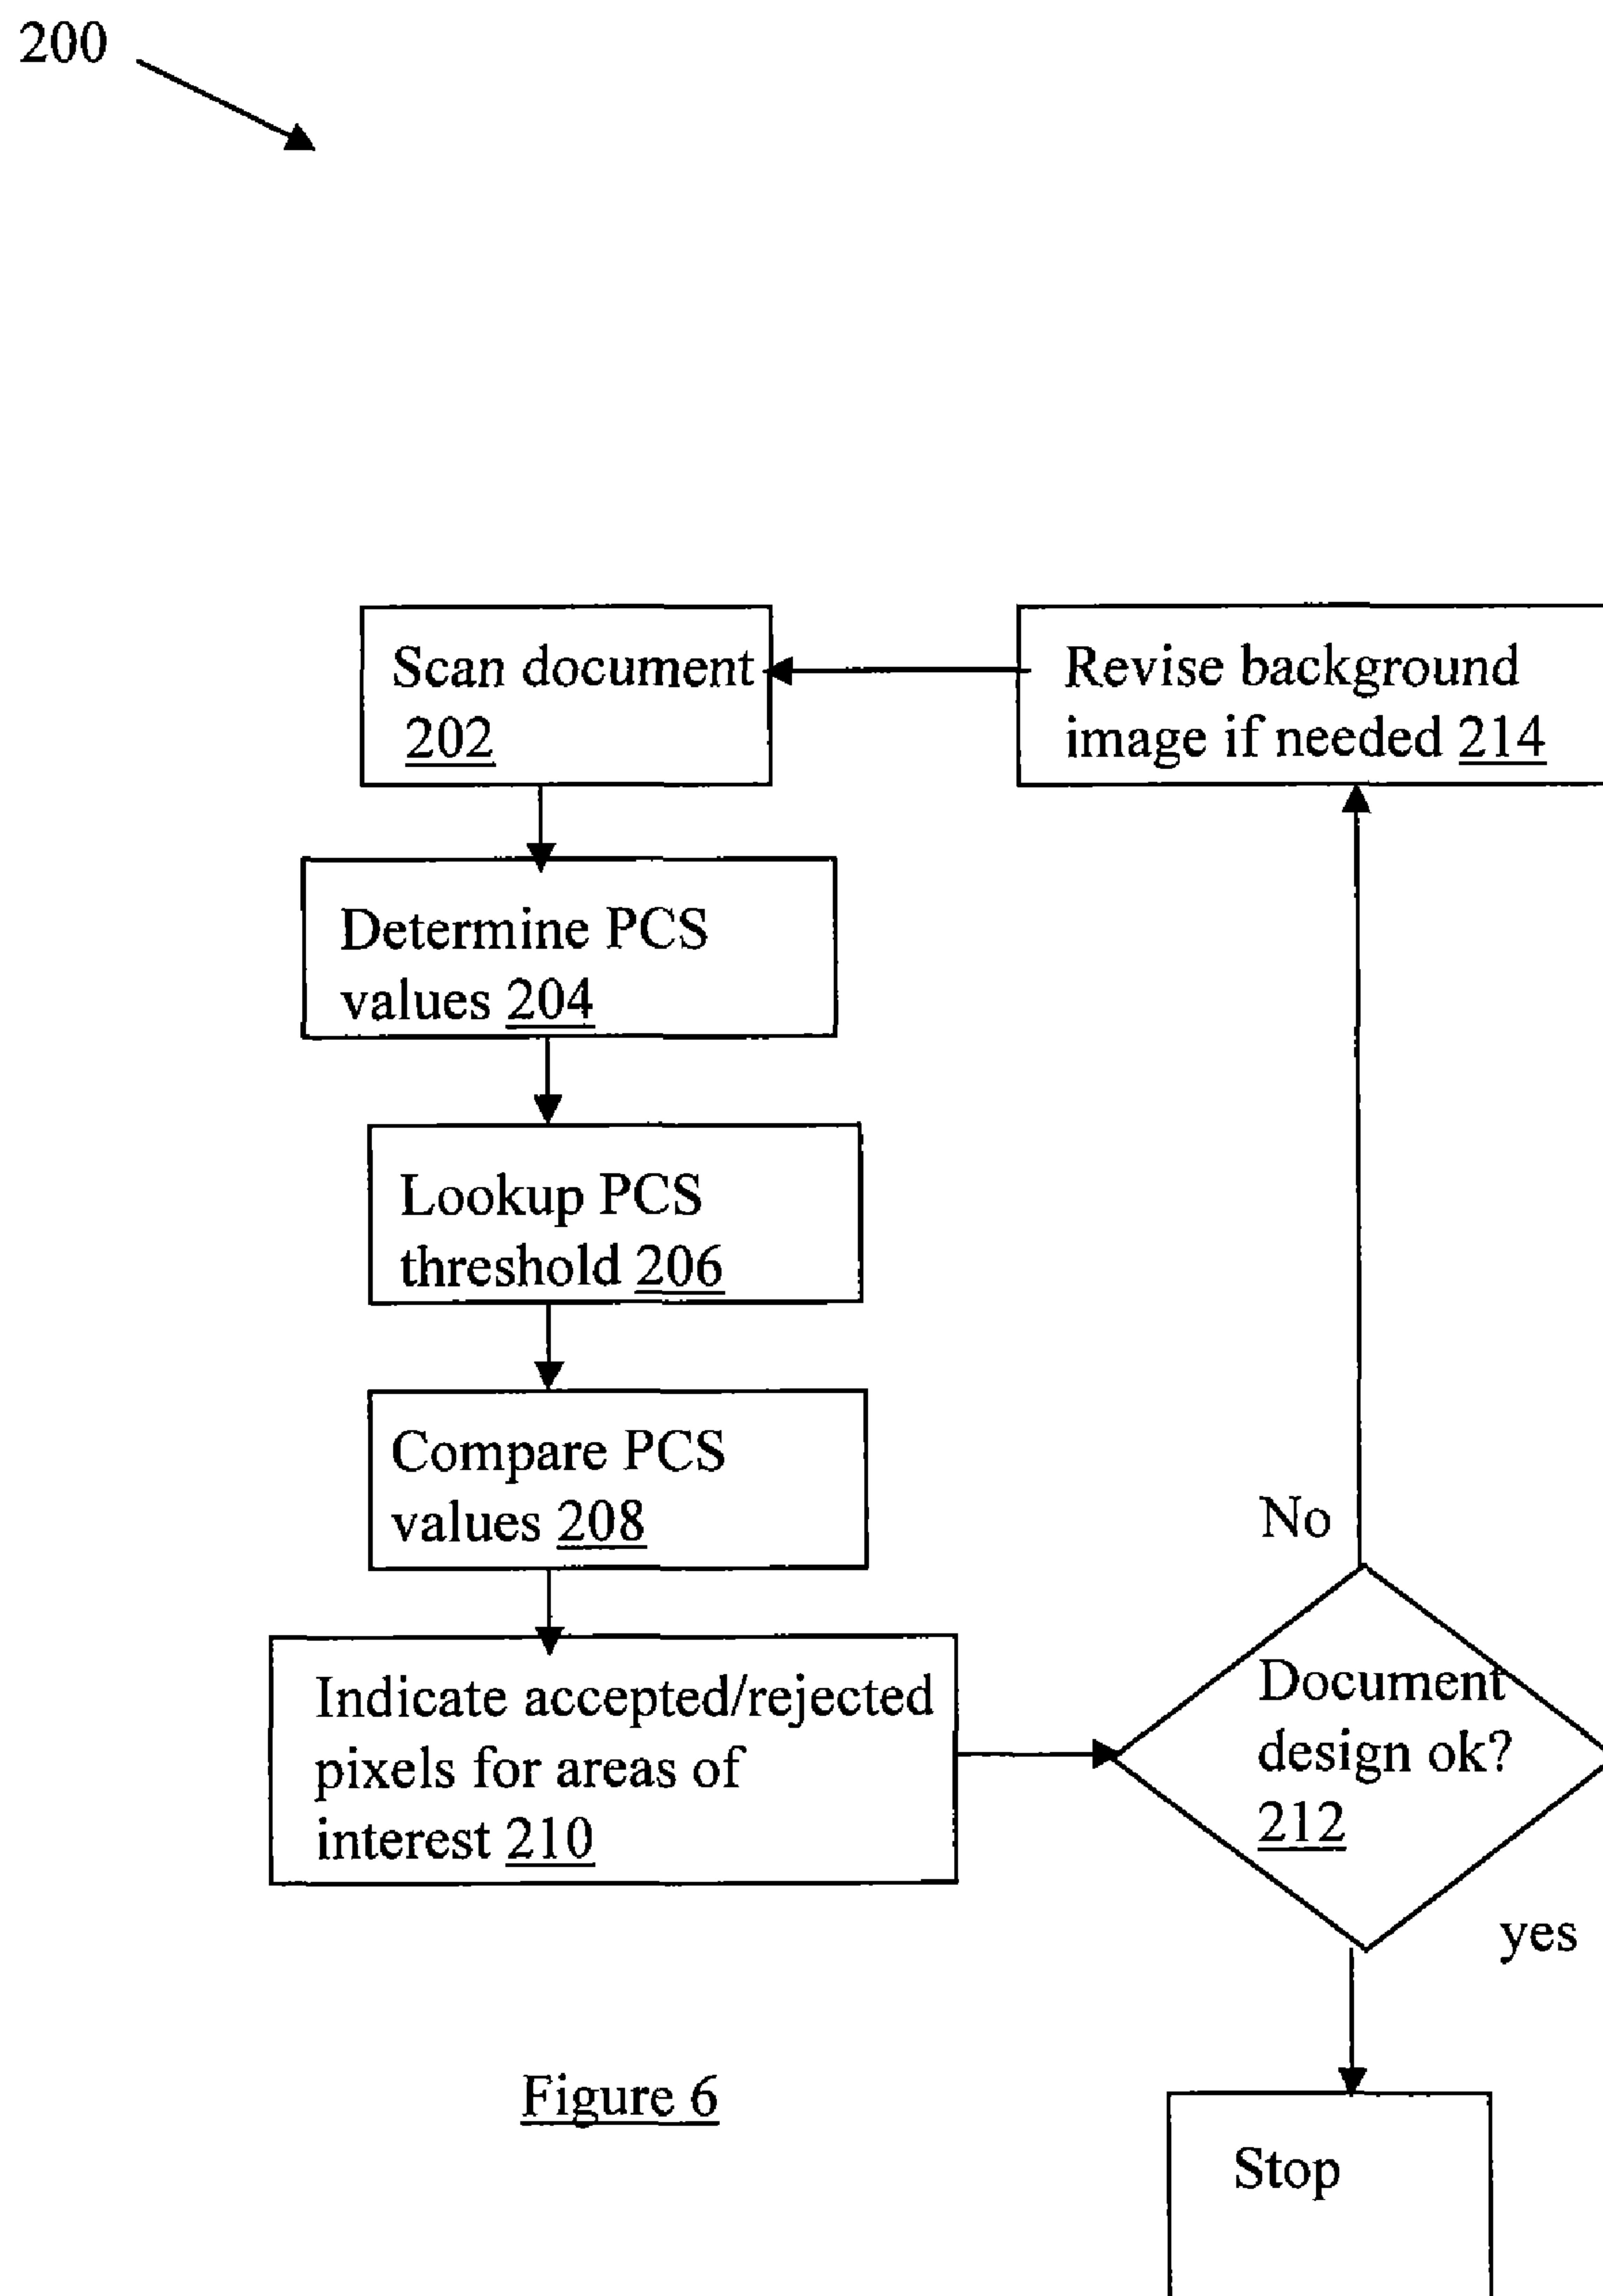 200
Scan document
202
Revise background
image if needed 214
Determine PCS
values 204
Lookup PCS
threshold 206
Compare PCS
values 208
Indicate accepted/rejected
pixels for areas of
interest 210
No
Document
design ok?
212
yes
Stop
Figure 6